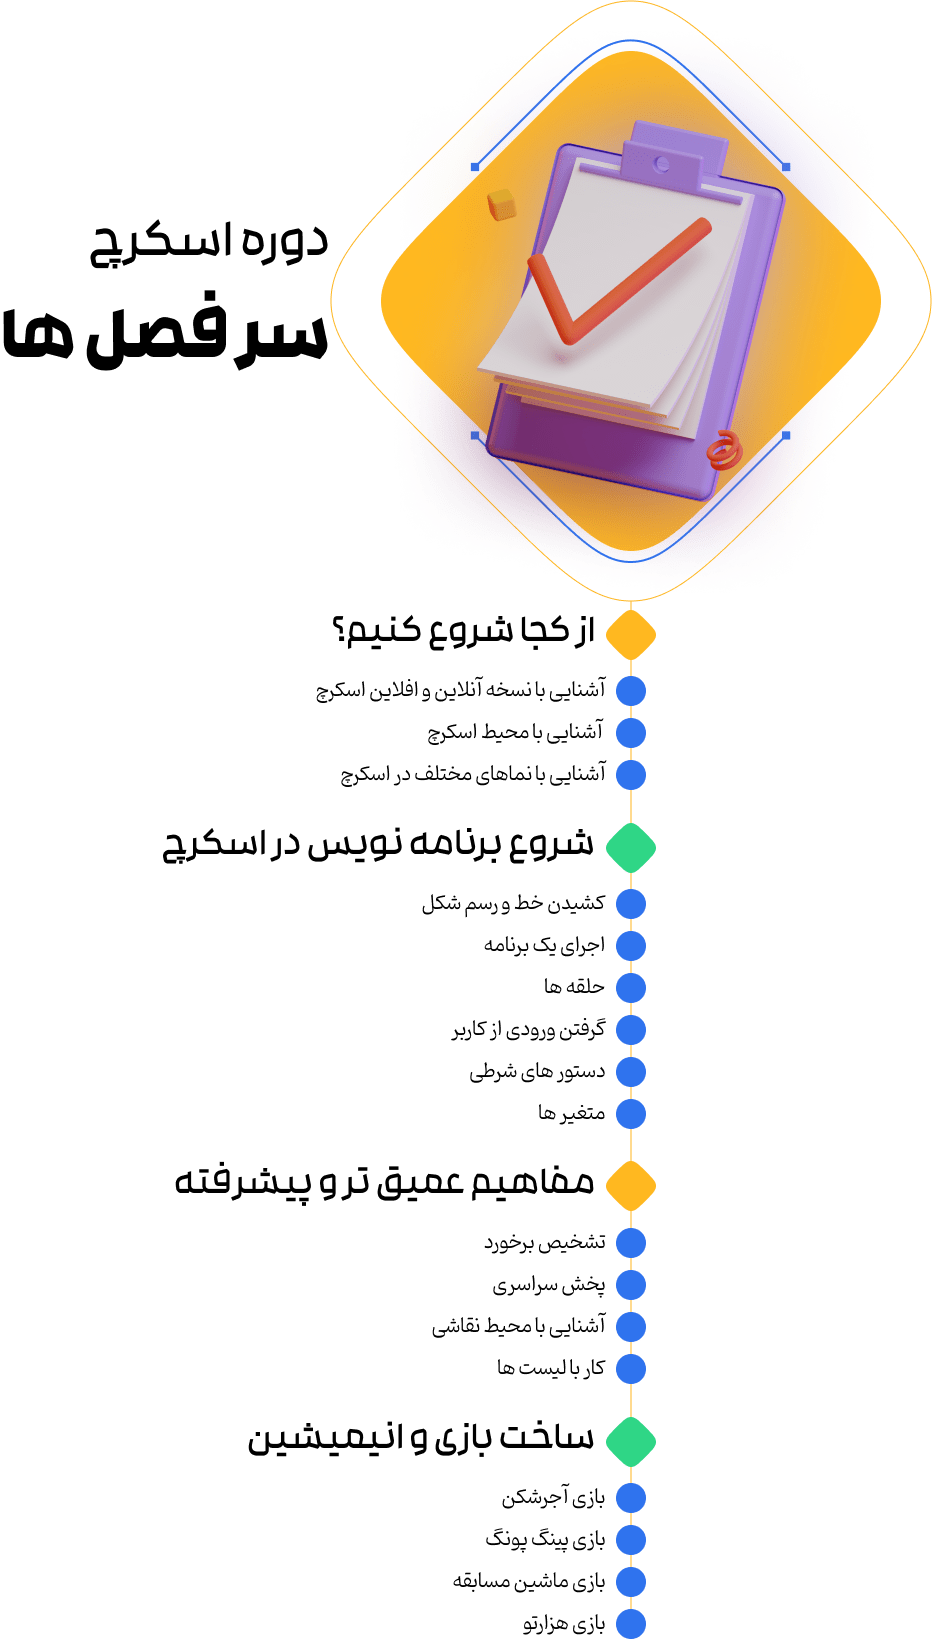 دوره اسکرچ
سر فصل ها
از کجا شروع کنیم؟
آشنایی با نسخه آنلاین و افلاین اسکرچ
آشنایی با محیط اسکرچ
آشنایی با نماهای مختلف در اسکرچ
شروع برنامه نویس در اسکرچ
کشیدن خط و رسم شکل
اجرای یک برنامه
حلقه ها
گرفتن ورودی از کاربر
دستور های شرطی
متغیر ها
مفاهیم عمیق تر و پیشرفته
تشخیص برخورد
پخش سراسری
آشنایی با محیط نقاشی
کار با لیست ها
ساخت بازی و انیمیشین
بازی آجرشکن
بازی پینگ پونگ
بازی ماشین مسابقه
بازی هزارتو